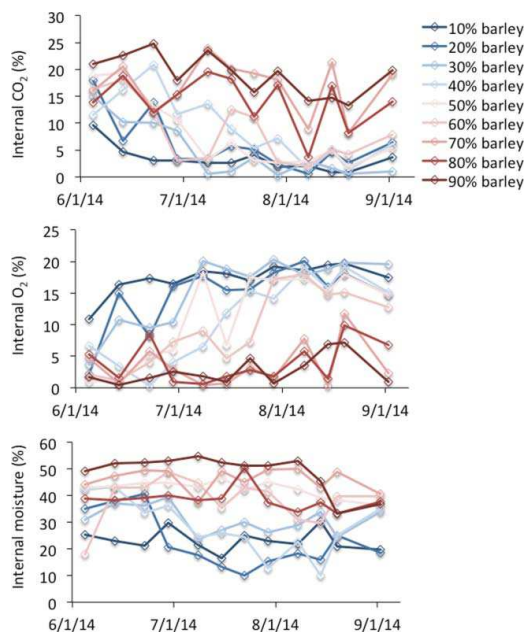 Internal CO2 (%)
30
25
20
15
10
5
0
6/1/14 7/1/14 8/1/14 9/1/14
10% barley
20% barley
30% barley
40% barley
50% barley
60% barley
70% barley
80% barley
90% barley
Internal O2 (%)
25
20
15
10
5
0
6/1/14 7/1/14 8/1/14 9/1/14
Internal moisture (%)
60
50
40
30
20
10
0
6/1/14 7/1/14 8/1/14 9/1/14